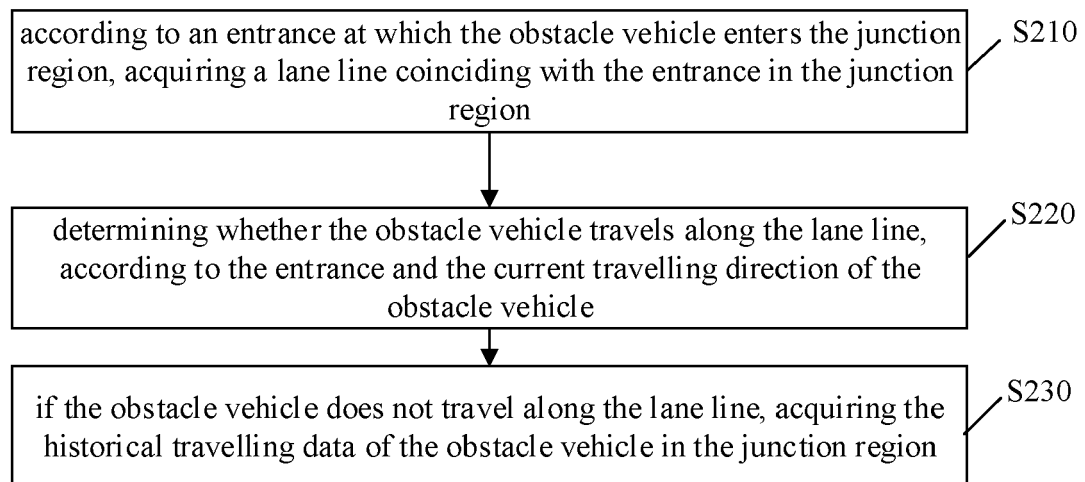 according to an entrance at which the obstacle vehicle enters the junction
region, acquiring a lane line coinciding with the entrance in the junction
region
S210
determining whether the obstacle vehicle travels along the lane line,
according to the entrance and the current travelling direction of the
obstacle vehicle
S220
if the obstacle vehicle does not travel along the lane line, acquiring the
historical travelling data of the obstacle vehicle in the junction region
S230